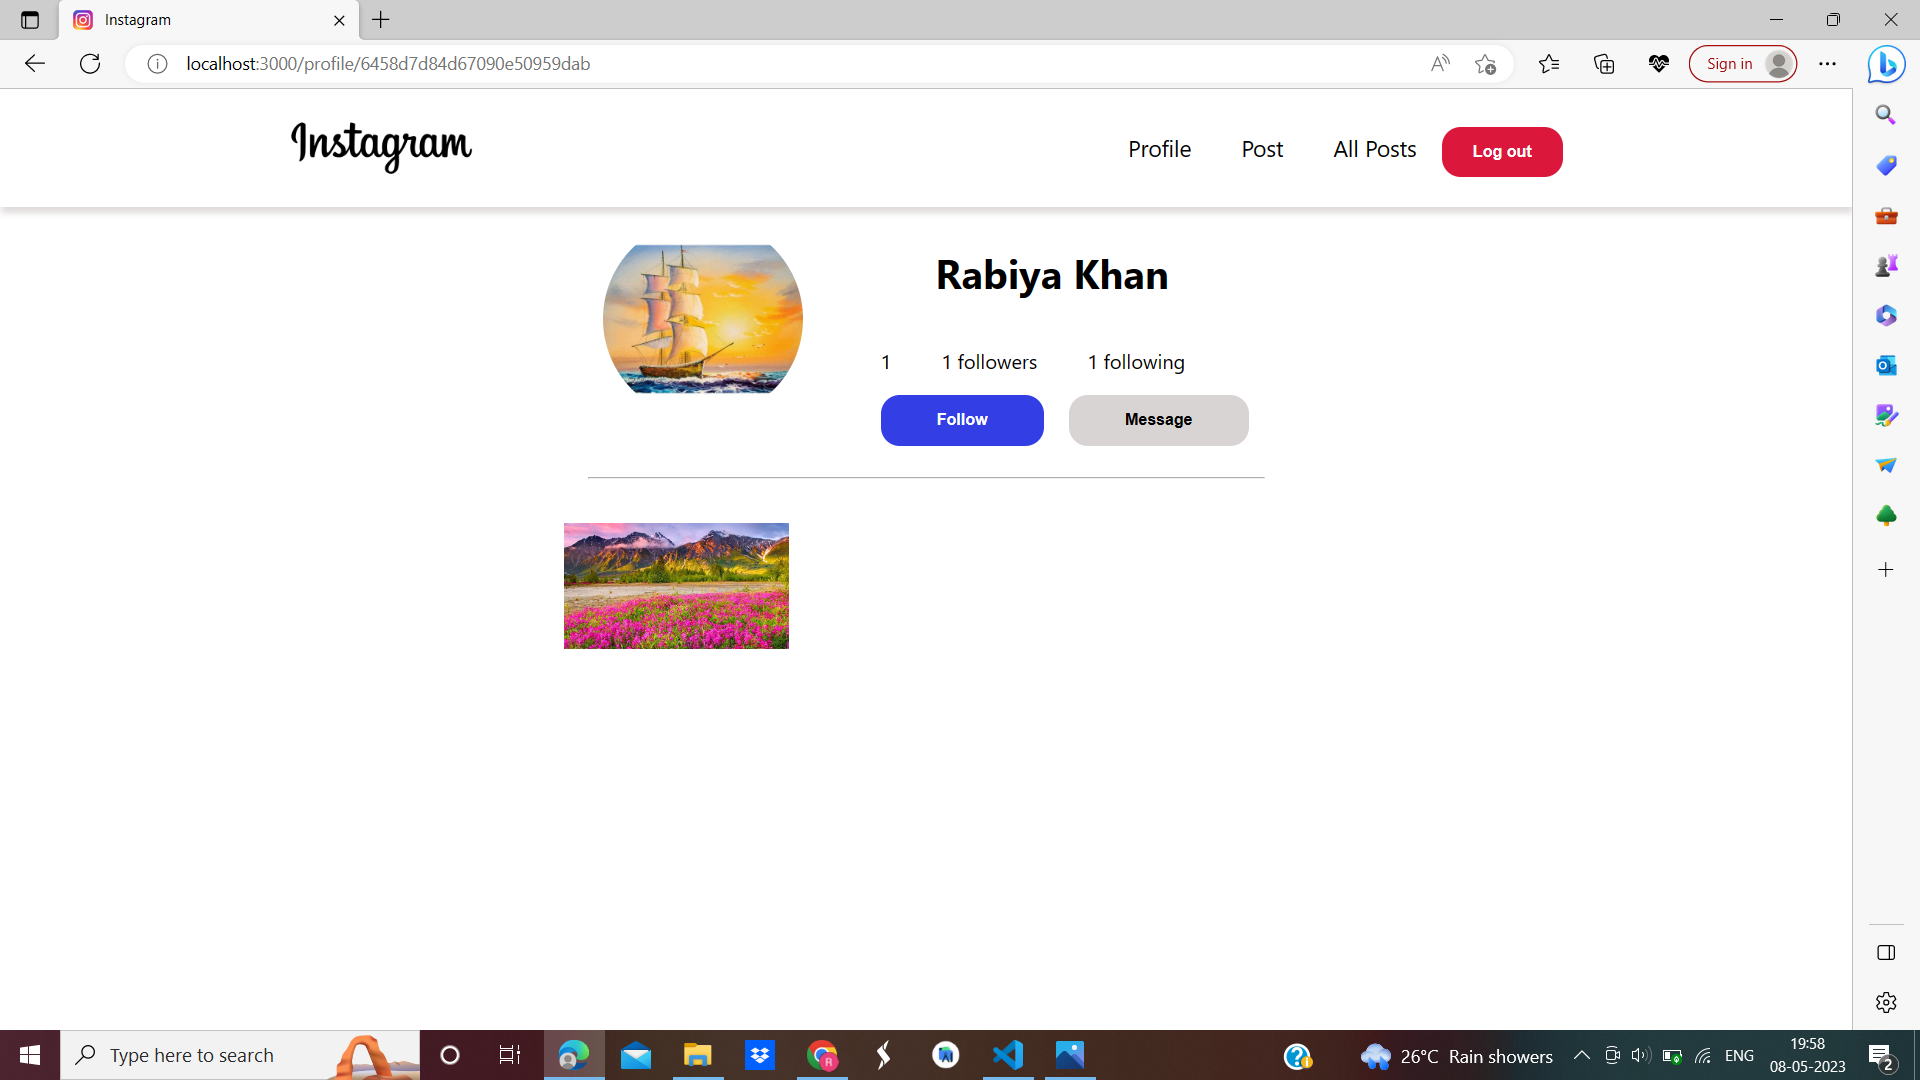 Instagram
localhost:3000/profile/6458d7d84d67090e50959dab
Sign in
Instagram
Profile
Post
All Posts
Log out
Rabiya Khan
1
1 followers
1 following
Follow
Message
Type here to search
26°C Rain showers
ENG
19:58
08-05-2023
2